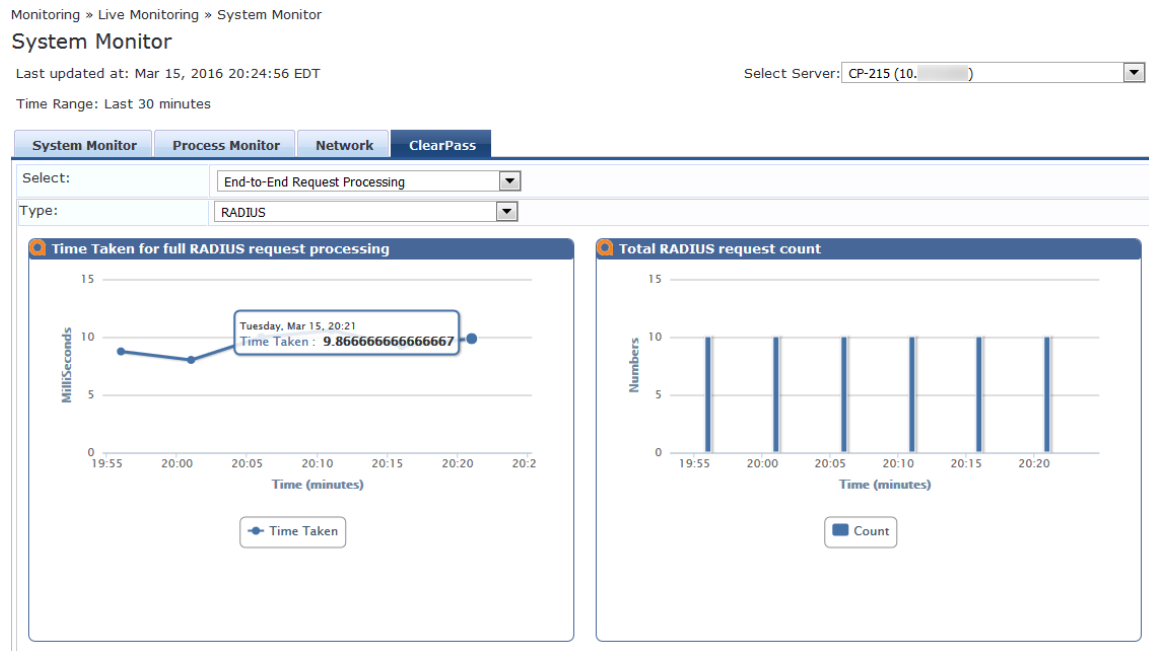 Monitoring » Live Monitoring » System Monitor
System Monitor
Last updated at: Mar 15, 2016 20:24:56 EDT
Select Server: CP-215 (10. )
Time Range: Last 30 minutes
System Monitor Process Monitor Network ClearPass
Select: End-to-End Request Processing
Type: RADIUS
Time Taken for full RADIUS request processing
15
10
5
0
MilliSeconds
Tuesday, Mar 15, 20:21
Time Taken : 9.866666666666667
19:55 20:00 20:05 20:10 20:15 20:20 20:2
Time (minutes)
Time Taken
Total RADIUS request count
15
10
5
0
Numbers
19:55 20:00 20:05 20:10 20:15 20:20
Time (minutes)
Count